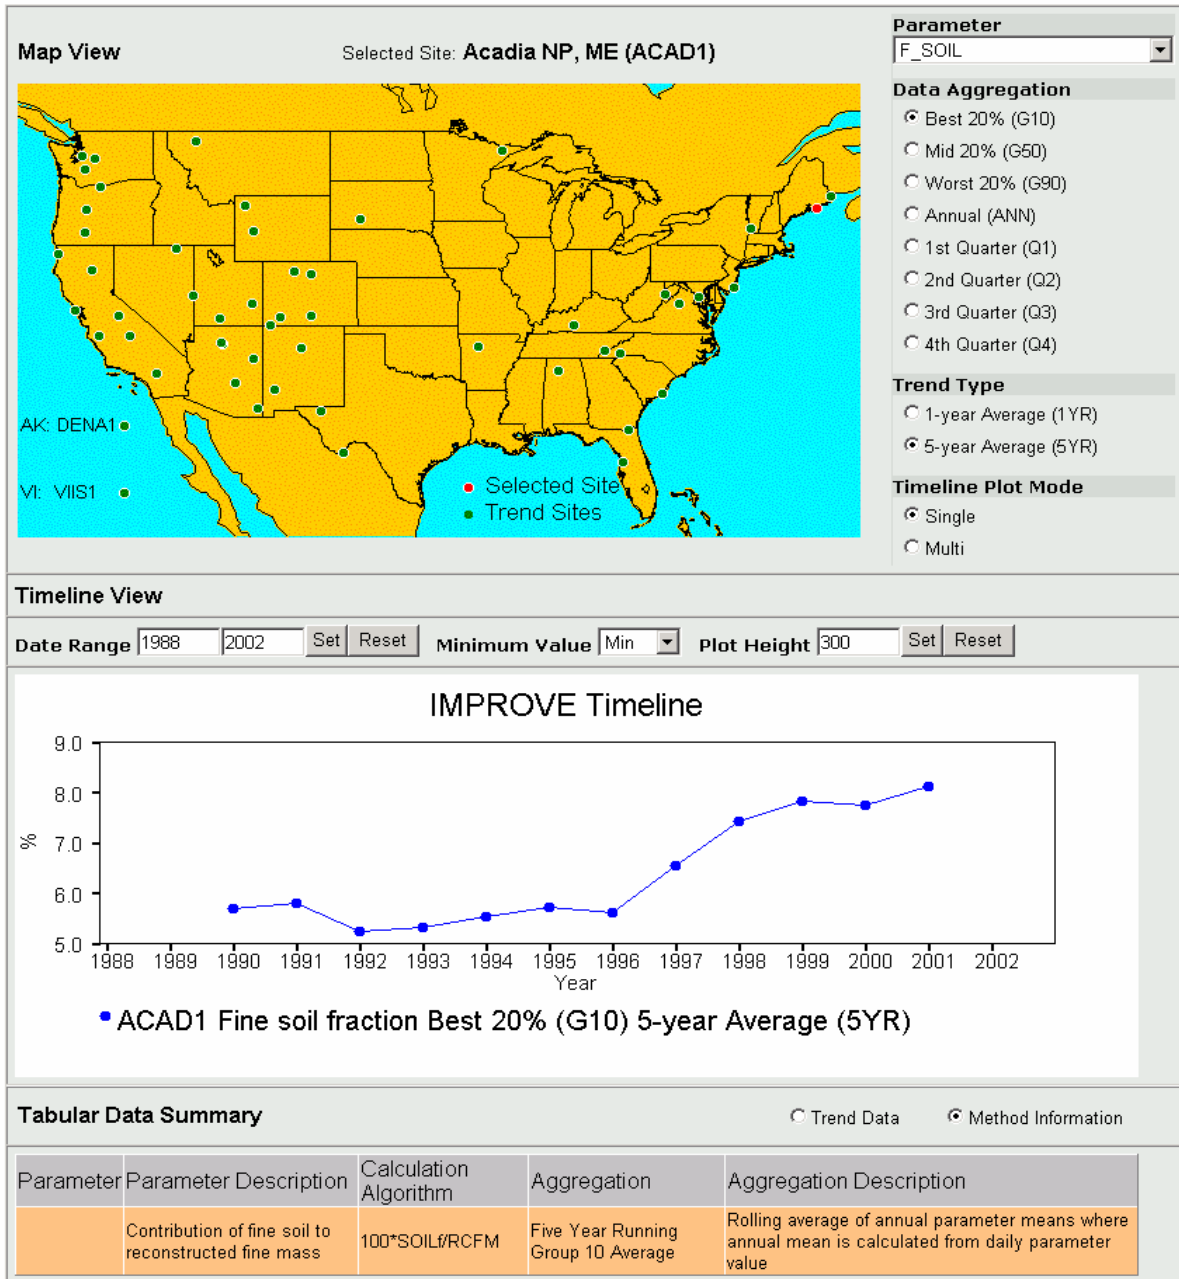 Map View
Selected Site: Acadia NP, ME (ACAD1)
AK: DENA1
VI: VIIS1
Selected Site
Trend Sites
Parameter
F_SOIL
Data Aggregation
Best 20% (G10)
Mid 20% (G50)
Worst 20% (G90)
Annual (ANN)
1st Quarter (Q1)
2nd Quarter (Q2)
3rd Quarter (Q3)
4th Quarter (Q4)
Trend Type
1-year Average (1YR)
5-year Average (5YR)
Timeline Plot Mode
Single
Multi
Timeline View
Date Range 1988 2002 Set Reset Minimum Value Min Plot Height 300 Set Reset
IMPROVE Timeline
9.0
8.0
7.0
6.0
5.0
%
1988 1989 1990 1991 1992 1993 1994 1995 1996 1997 1998 1999 2000 2001 2002
Year
ACAD1 Fine soil fraction Best 20% (G10) 5-year Average (5YR)
Tabular Data Summary
Trend Data Method Information
Parameter
Parameter Description
Calculation
Algorithm
Aggregation
Aggregation Description
Contribution of fine soil to
reconstructed fine mass
100*SOILf/RCFM
Five Year Running
Group 10 Average
Rolling average of annual parameter means where
annual mean is calculated from daily parameter
value